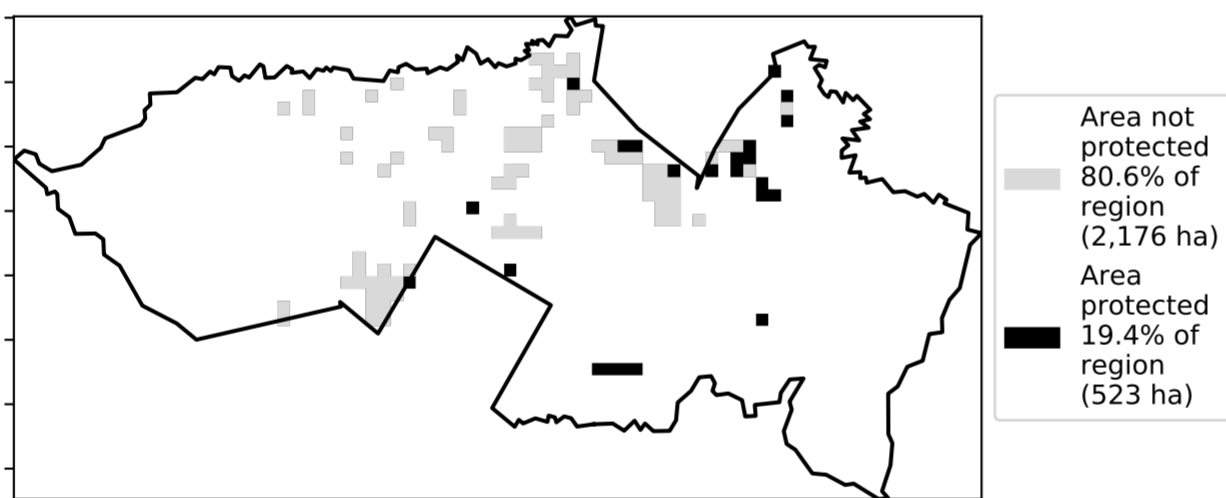 Area not
protected
80.6% of
region
(2,176 ha)
Area
protected
19.4% of
region
(523 ha)